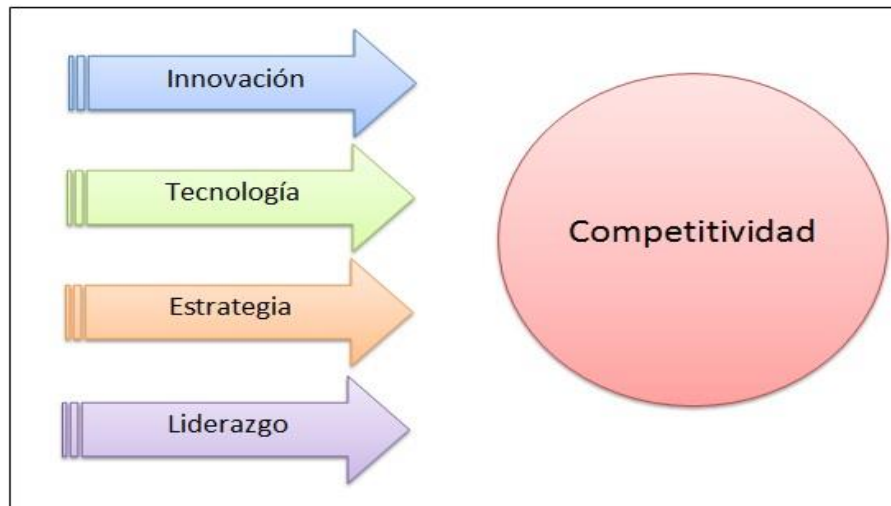 Innovación
Tecnología
Estrategia
Liderazgo
Competitividad